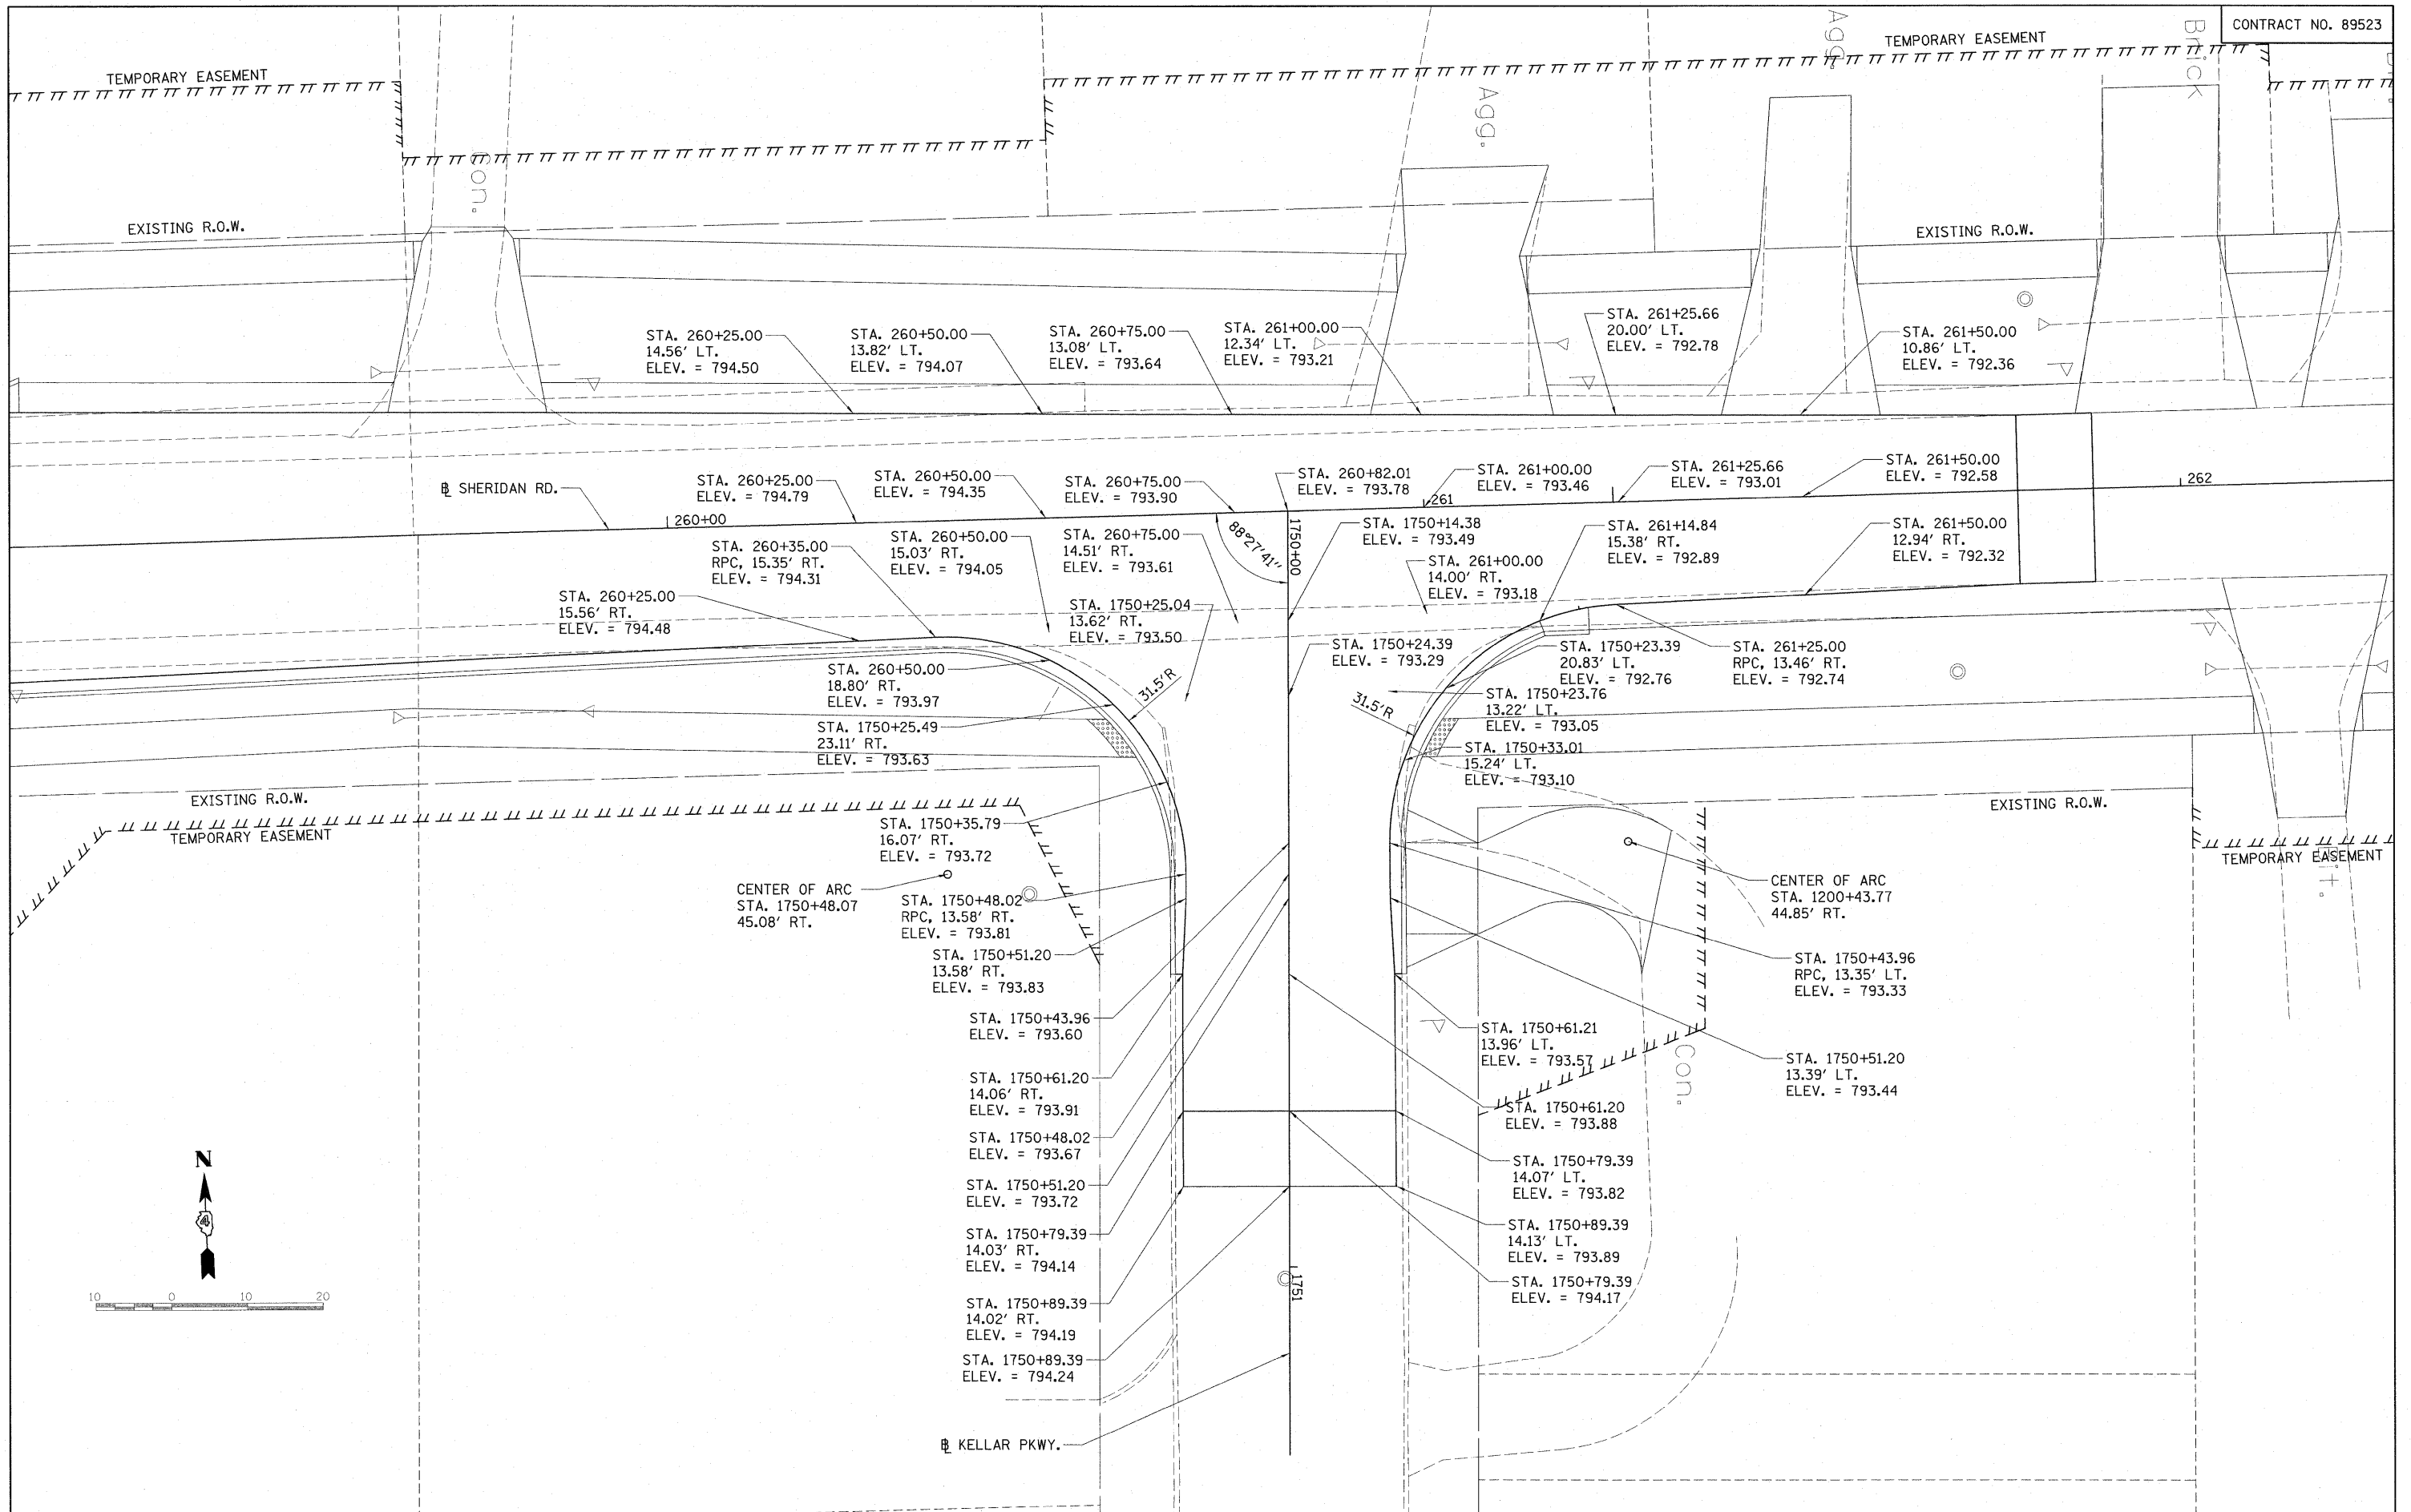 CONTRACT NO. 89523
TEMPORARY EASEMENT
TEMPORARY EASEMENT
Agg.
Brick
Agg.
Con.
EXISTING R.O.W.
EXISTING R.O.W.
STA. 260+25.00
14.56' LT.
ELEV. = 794.50
STA. 260+50.00
13.82' LT.
ELEV. = 794.07
STA. 260+75.00
13.08' LT.
ELEV. = 793.64
STA. 261+00.00
12.34' LT.
ELEV. = 793.21
STA. 261+25.66
20.00' LT.
ELEV. = 792.78
STA. 261+50.00
10.86' LT.
ELEV. = 792.36
℄ SHERIDAN RD.
260+00
STA. 260+25.00
ELEV. = 794.79
STA. 260+50.00
ELEV. = 794.35
STA. 260+75.00
ELEV. = 793.90
STA. 260+82.01
ELEV. = 793.78
261
STA. 261+00.00
ELEV. = 793.46
STA. 261+25.66
ELEV. = 793.01
STA. 261+50.00
ELEV. = 792.58
262
STA. 260+25.00
15.56' RT.
ELEV. = 794.48
STA. 260+35.00
RPC, 15.35' RT.
ELEV. = 794.31
STA. 260+50.00
15.03' RT.
ELEV. = 794.05
STA. 260+75.00
14.51' RT.
ELEV. = 793.61
88°27'41"
1750+00
STA. 1750+14.38
ELEV. = 793.49
STA. 261+00.00
14.00' RT.
ELEV. = 793.18
STA. 261+14.84
15.38' RT.
ELEV. = 792.89
STA. 261+50.00
12.94' RT.
ELEV. = 792.32
STA. 1750+25.04
13.62' RT.
ELEV. = 793.50
STA. 1750+24.39
ELEV. = 793.29
STA. 1750+23.39
20.83' LT.
ELEV. = 792.76
STA. 261+25.00
RPC, 13.46' RT.
ELEV. = 792.74
STA. 260+50.00
18.80' RT.
ELEV. = 793.97
31.5'R
31.5'R
STA. 1750+23.76
13.22' LT.
ELEV. = 793.05
STA. 1750+25.49
23.11' RT.
ELEV. = 793.63
STA. 1750+33.01
15.24' LT.
ELEV. = 793.10
EXISTING R.O.W.
TEMPORARY EASEMENT
EXISTING R.O.W.
TEMPORARY EASEMENT
STA. 1750+35.79
16.07' RT.
ELEV. = 793.72
CENTER OF ARC
STA. 1750+48.07
45.08' RT.
STA. 1750+48.02
RPC, 13.58' RT.
ELEV. = 793.81
CENTER OF ARC
STA. 1200+43.77
44.85' RT.
STA. 1750+51.20
13.58' RT.
ELEV. = 793.83
STA. 1750+43.96
RPC, 13.35' LT.
ELEV. = 793.33
STA. 1750+43.96
ELEV. = 793.60
STA. 1750+61.21
13.96' LT.
ELEV. = 793.57
Con.
STA. 1750+51.20
13.39' LT.
ELEV. = 793.44
STA. 1750+61.20
14.06' RT.
ELEV. = 793.91
STA. 1750+61.20
ELEV. = 793.88
STA. 1750+48.02
ELEV. = 793.67
STA. 1750+79.39
14.07' LT.
ELEV. = 793.82
STA. 1750+51.20
ELEV. = 793.72
STA. 1750+79.39
14.03' RT.
ELEV. = 794.14
STA. 1750+89.39
14.13' LT.
ELEV. = 793.89
1751
STA. 1750+79.39
ELEV. = 794.17
STA. 1750+89.39
14.02' RT.
ELEV. = 794.19
STA. 1750+89.39
ELEV. = 794.24
℄ KELLAR PKWY.
N
4
10 0 10 20